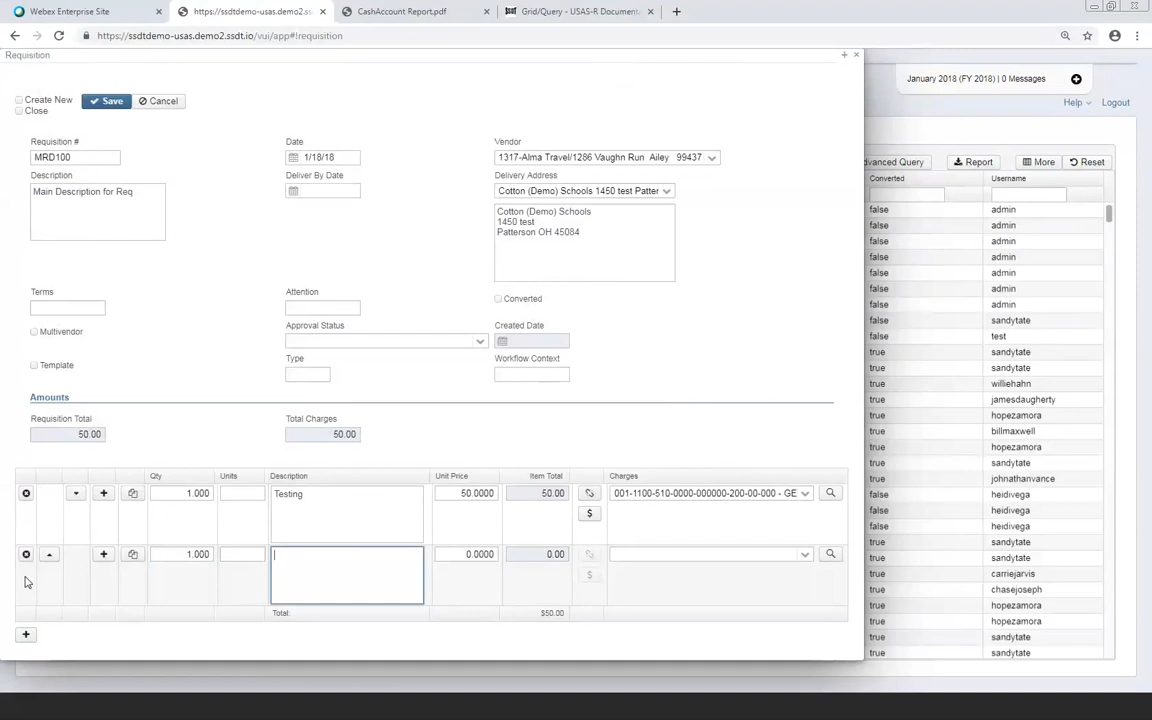 Webex Enterprise Site
https://ssdtdemo-usas.demo2.ssdt
CashAccount Report.pdf
Grid/Query - USAS-R Document
https://ssdtdemo-usas.demo2.ssdt.io/vui/app#!requisition
Requisition
January 2018 (FY 2018) | 0 Messages
Help
Logout
Create New
Close
Save
Cancel
Requisition #
Date
Vendor
MRD100
1/18/18
1317-Alma Travel/1286 Vaughn Run Ailey 99437
dvanced Query
Report
More
Reset
Description
Deliver By Date
Delivery Address
Converted
Username
Main Description for Req
Cotton (Demo) Schools 1450 test Patter
Cotton (Demo) Schools
1450 test
Patterson OH 45084
false admin
false admin
false admin
false admin
false admin
false admin
false admin
false sandytate
false test
true sandytate
true sandytate
true williehahn
true jamesdaugherty
true hopezamora
true billmaxwell
true hopezamora
true sandytate
true johnathanvance
false heidivega
false heidivega
false heidivega
true sandytate
true sandytate
true carriejarvis
true chasejoseph
true hopezamora
true hopezamora
true sandytate
true sandytate
Terms
Attention
Converted
Multivendor
Approval Status
Created Date
Template
Type
Workflow Context
Amounts
Requisition Total
Total Charges
50.00
50.00
Qty Units Description Unit Price Item Total Charges
1.000 Testing 50.0000 50.00 001-1100-510-0000-000000-200-00-000 - GE
$
1.000 0.0000 0.00
$
Total: $50.00